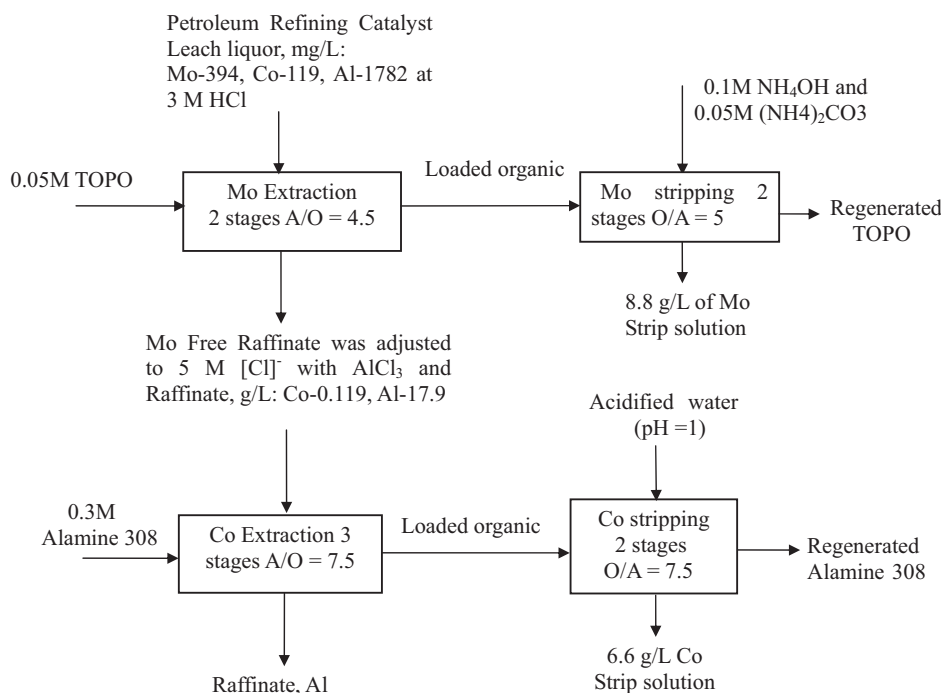 Petroleum Refining Catalyst
Leach liquor, mg/L:
Mo-394, Co-119, Al-1782 at
3 M HCl
0.1M NH₄OH and
0.05M (NH4)₂CO3
0.05M TOPO
Mo Extraction
2 stages A/O = 4.5
Loaded organic
Mo stripping 2
stages O/A = 5
Regenerated
TOPO
8.8 g/L of Mo
Strip solution
Mo Free Raffinate was adjusted
to 5 M [Cl]⁻ with AlCl₃ and
Raffinate, g/L: Co-0.119, Al-17.9
Acidified water
(pH =1)
0.3M
Alamine 308
Co Extraction 3
stages A/O = 7.5
Loaded organic
Co stripping
2 stages
O/A = 7.5
Regenerated
Alamine 308
Raffinate, Al
6.6 g/L Co
Strip solution